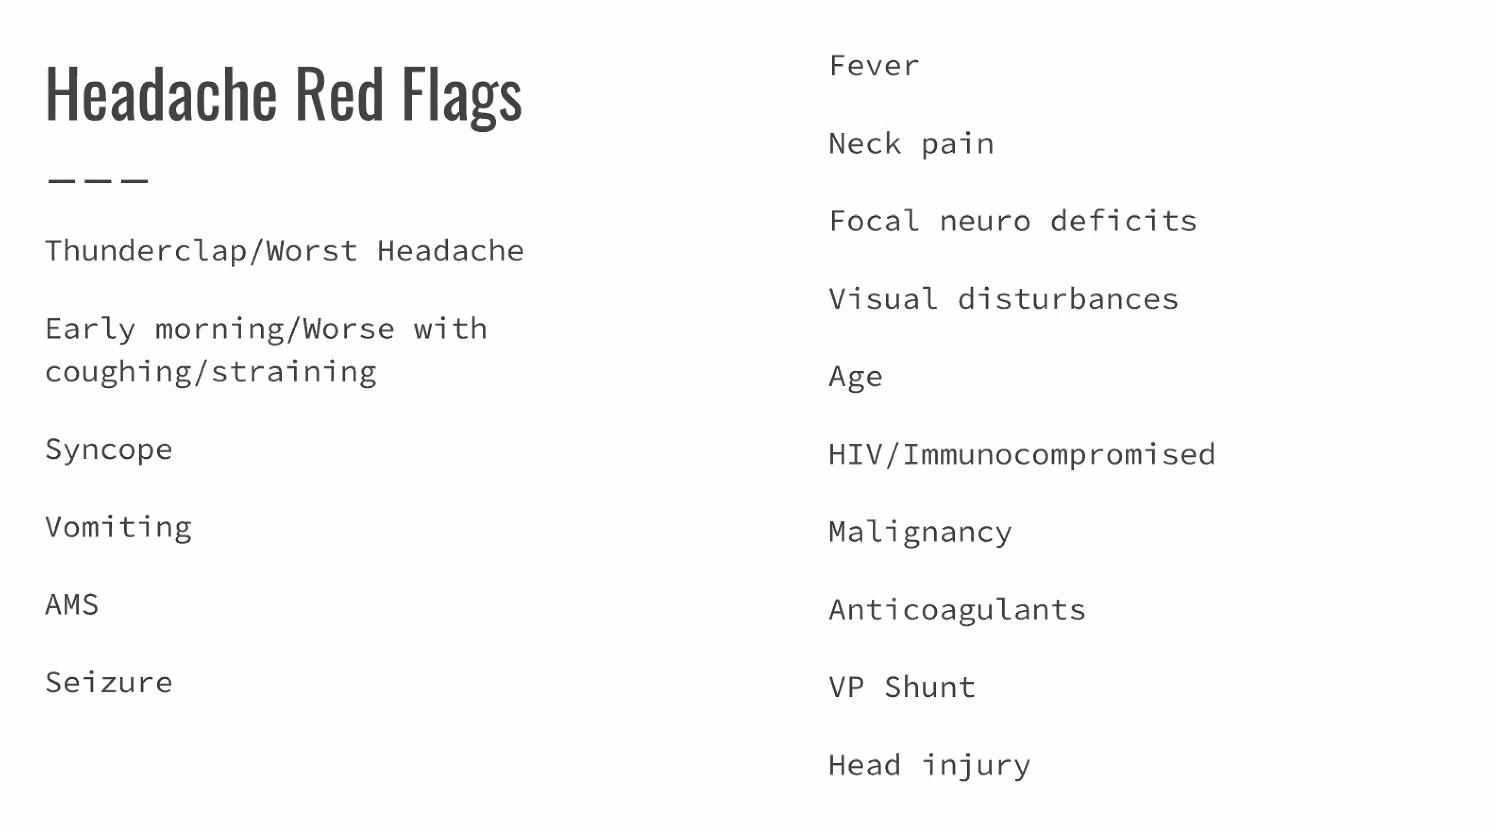 Headache Red Flags
Thunderclap/Worst Headache
Early morning/Worse with
coughing/straining
Syncope
Vomiting
AMS
Seizure
Fever
Neck pain
Focal neuro deficits
Visual disturbances
Age
HIV/Immunocompromised
Malignancy
Anticoagulants
VP Shunt
Head injury